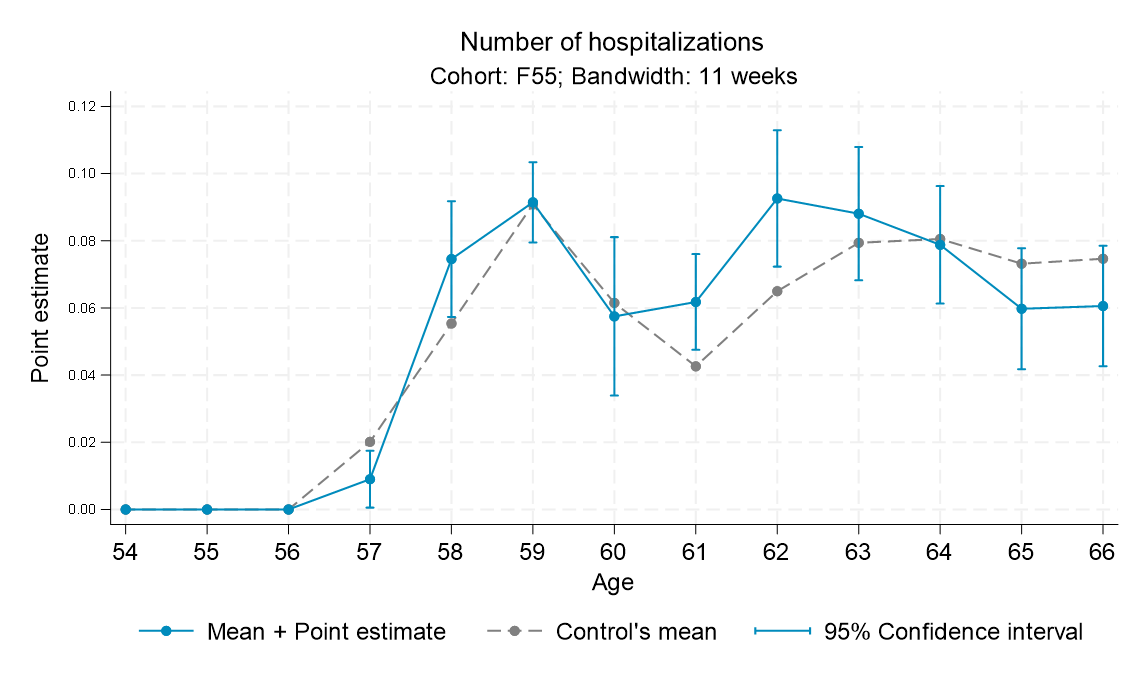 Number of hospitalizations
Cohort: F55; Bandwidth: 11 weeks
0.12
0.10
0.08
0.06
0.04
0.02
0.00
Point estimate
54 55 56 57 58 59 60 61 62 63 64 65 66
Age
Mean + Point estimate Control's mean 95% Confidence interval